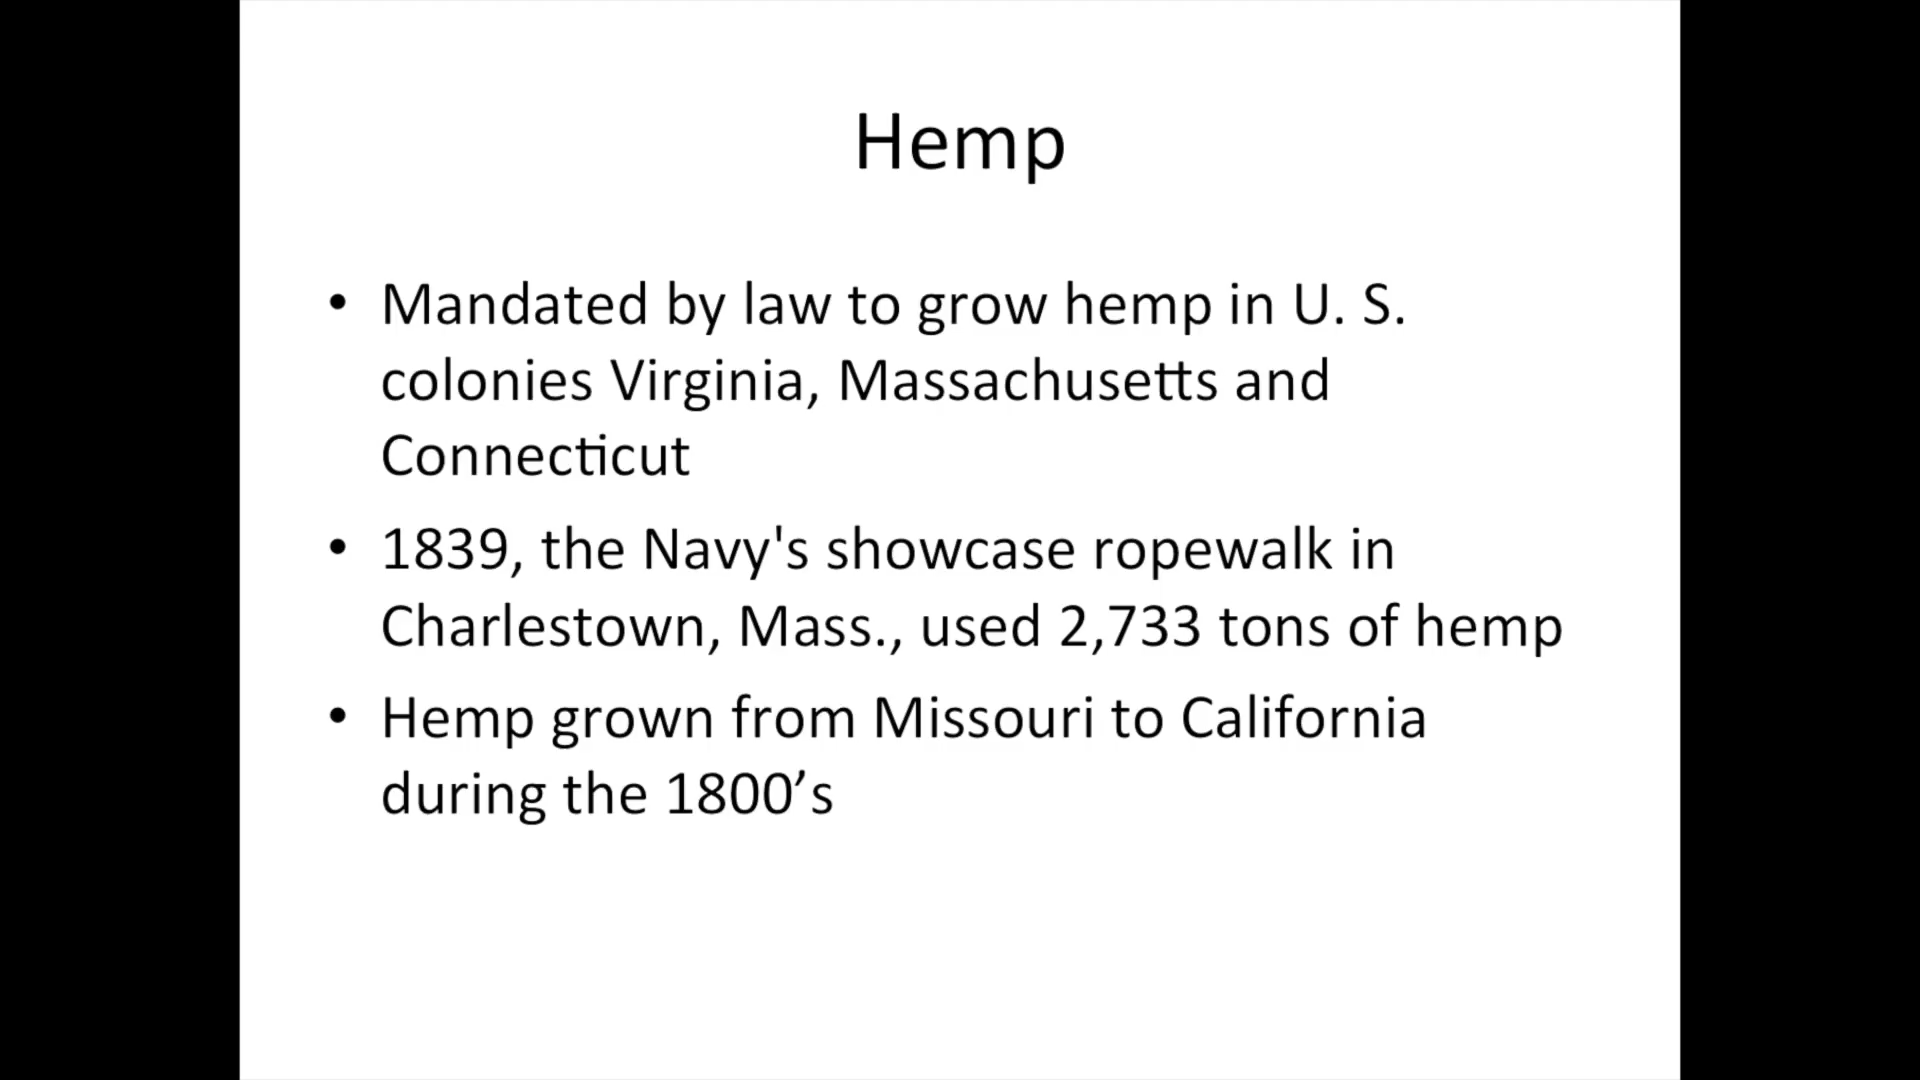 Hemp
• Mandated by law to grow hemp in U. S.
colonies Virginia, Massachusetts and
Connecticut
• 1839, the Navy's showcase ropewalk in
Charlestown, Mass., used 2,733 tons of hemp
• Hemp grown from Missouri to California
during the 1800’s